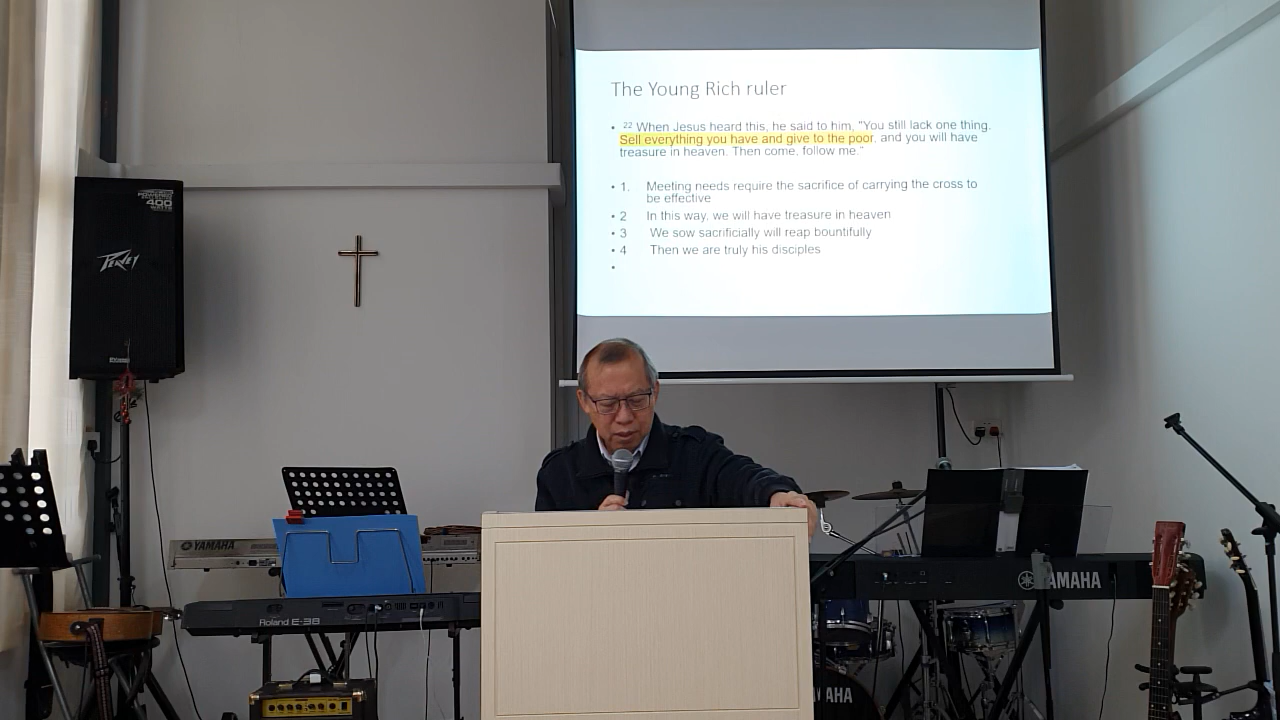 The Young Rich ruler
• 22 When Jesus heard this, he said to him, "You still lack one thing.
Sell everything you have and give to the poor, and you will have
treasure in heaven. Then come, follow me."
• 1. Meeting needs require the sacrifice of carrying the cross to
be effective
• 2 In this way, we will have treasure in heaven
• 3 We sow sacrificially will reap bountifully
• 4 Then we are truly his disciples
•
400
PEAVEY
YAMAHA
Roland E-38
YAMAHA
AHA